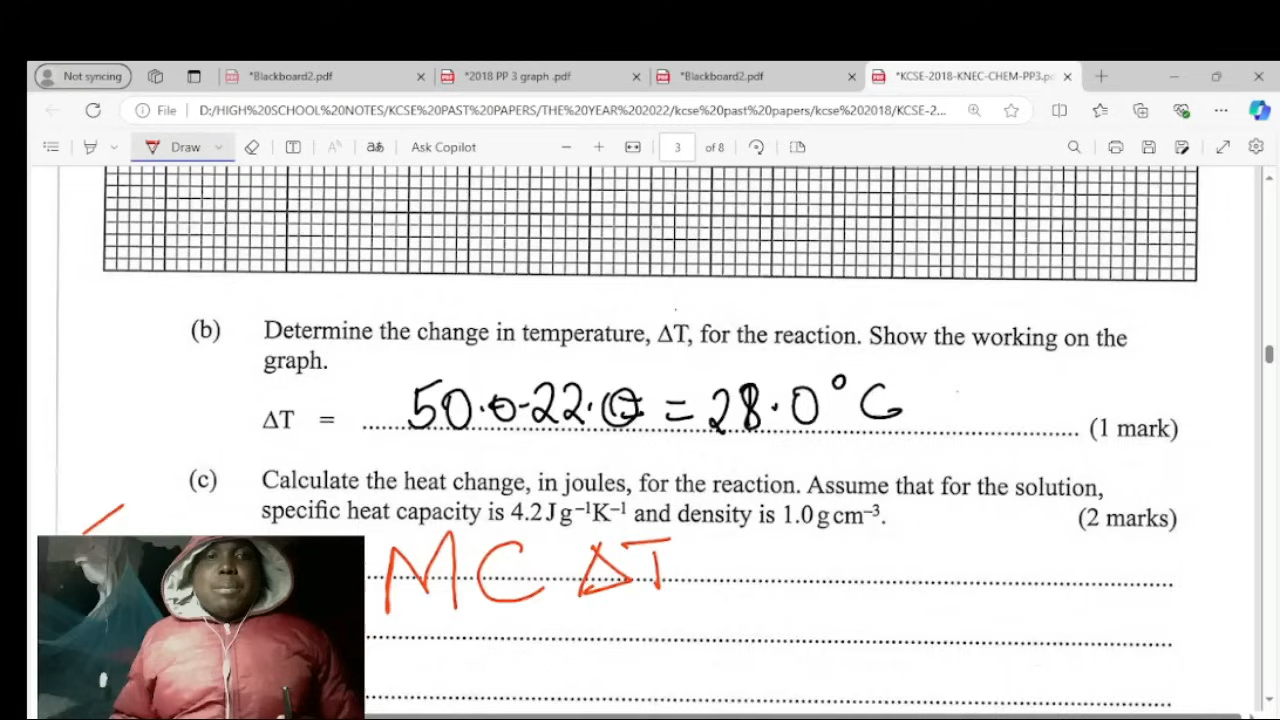 Not syncing
*Blackboard2.pdf
*2018 PP 3 graph .pdf
*Blackboard2.pdf
*KCSE-2018-KNEC-CHEM-PP3.p
File D:/HIGH%20SCHOOL%20NOTES/KCSE%20PAST%20PAPERS/THE%20YEAR%202022/kcse%20past%20papers/kcse%202018/KCSE-2...
Draw
Ask Copilot
3 of 8
(b) Determine the change in temperature, ΔT, for the reaction. Show the working on the
graph.
ΔT = 50.0-22.0 = 28.0°C (1 mark)
(c) Calculate the heat change, in joules, for the reaction. Assume that for the solution,
specific heat capacity is 4.2 J g⁻¹K⁻¹ and density is 1.0 g cm⁻³. (2 marks)
MCΔT